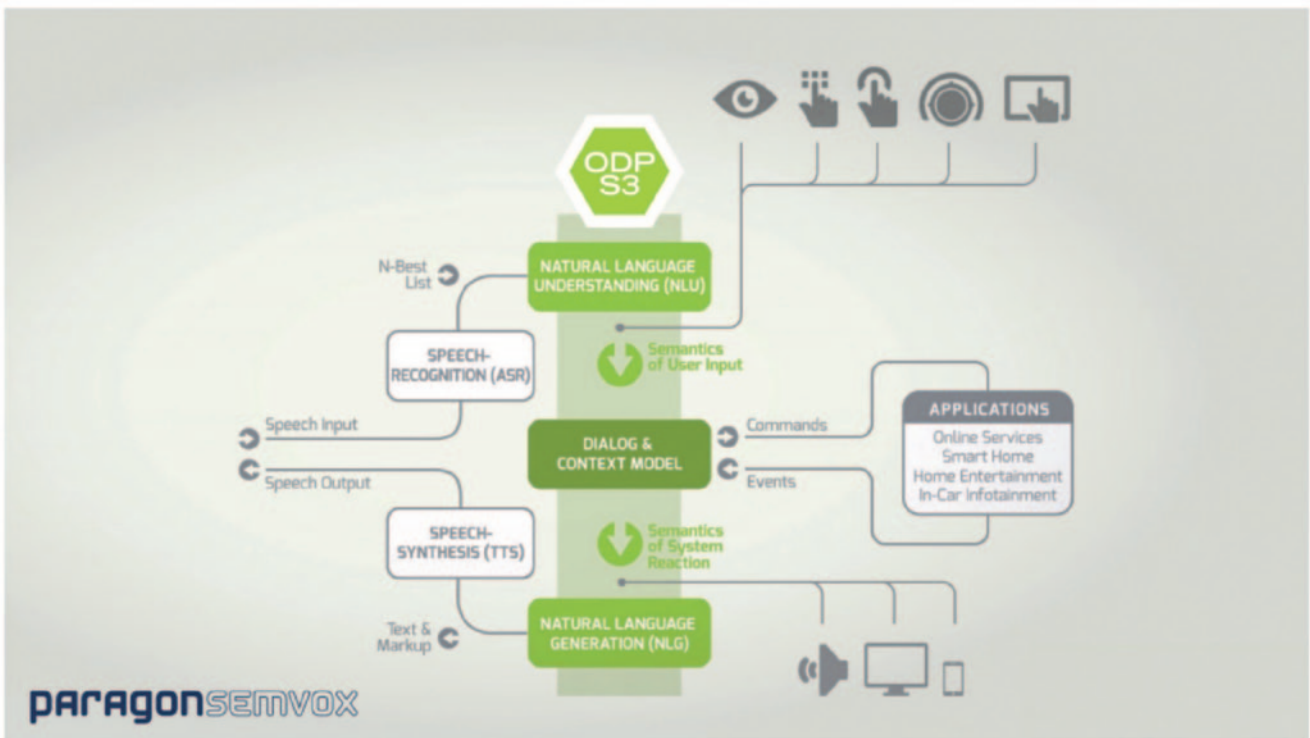 ODP
S3
N-Best
List
NATURAL LANGUAGE
UNDERSTANDING (NLU)
SPEECH-
RECOGNITION (ASR)
Semantics
of User Input
Speech Input
Speech Output
DIALOG &
CONTEXT MODEL
Commands
Events
APPLICATIONS
Online Services
Smart Home
Home Entertainment
In-Car Infotainment
SPEECH-
SYNTHESIS (TTS)
Semantics
of System
Reaction
Text &
Markup
NATURAL LANGUAGE
GENERATION (NLG)
paragonsemvox